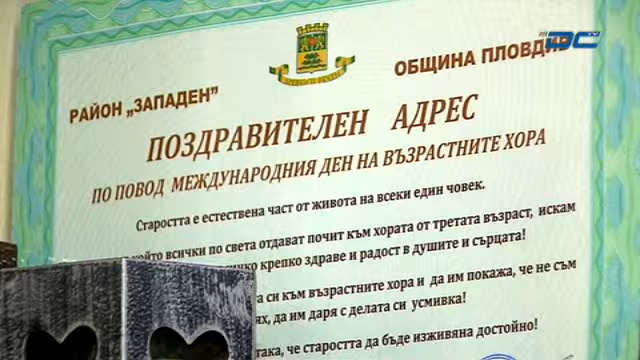 DC
РАЙОН „ЗАПАДЕН”
ОБЩИНА ПЛОВДИВ
ПОЗДРАВИТЕЛЕН АДРЕС
ПО ПОВОД МЕЖДУНАРОДНИЯ ДЕН НА ВЪЗРАСТНИТЕ ХОРА
Старостта е естествена част от живота на всеки един човек.
който всички по света отдават почит към хората от третата възраст, искам
крепко здраве и радост в душите и сърцата!
си към възрастните хора и да им покажа, че не съм
да им даря с делата си усмивка!
така, че старостта да бъде изживяна достойно!